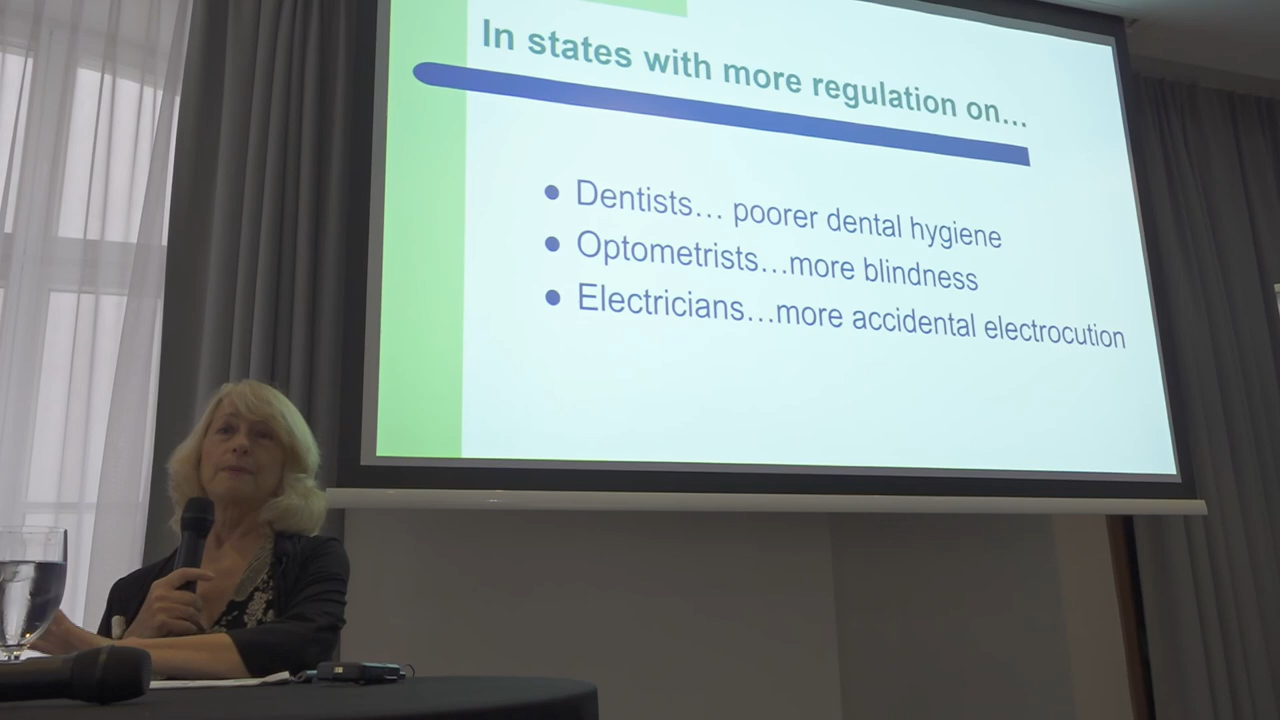 In states with more regulation on…
● Dentists… poorer dental hygiene
● Optometrists…more blindness
● Electricians…more accidental electrocution